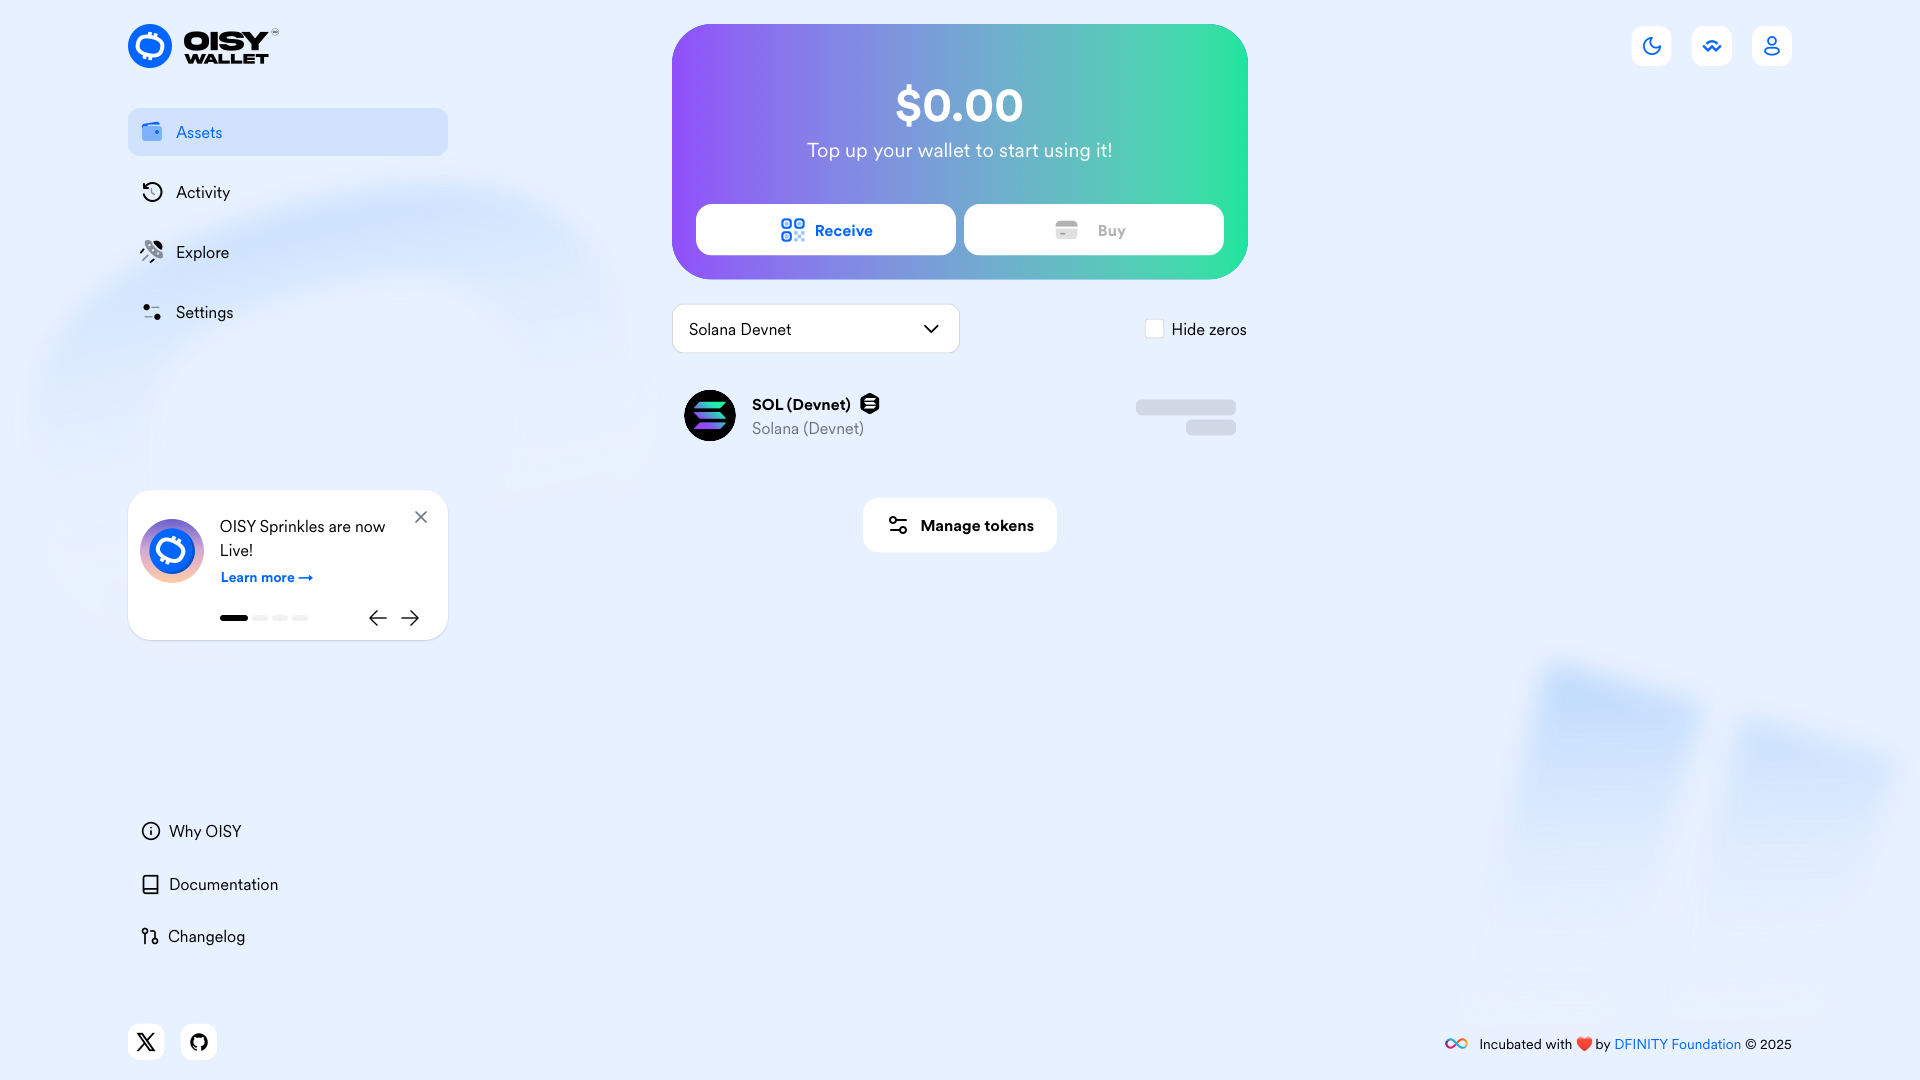 OISY
WALLET
Assets
Activity
Explore
Settings
$0.00
Top up your wallet to start using it!
Receive
Buy
Solana Devnet
Hide zeros
SOL (Devnet)
Solana (Devnet)
Manage tokens
OISY Sprinkles are now
Live!
Learn more →
Why OISY
Documentation
Changelog
Incubated with ❤️ by DFINITY Foundation © 2025